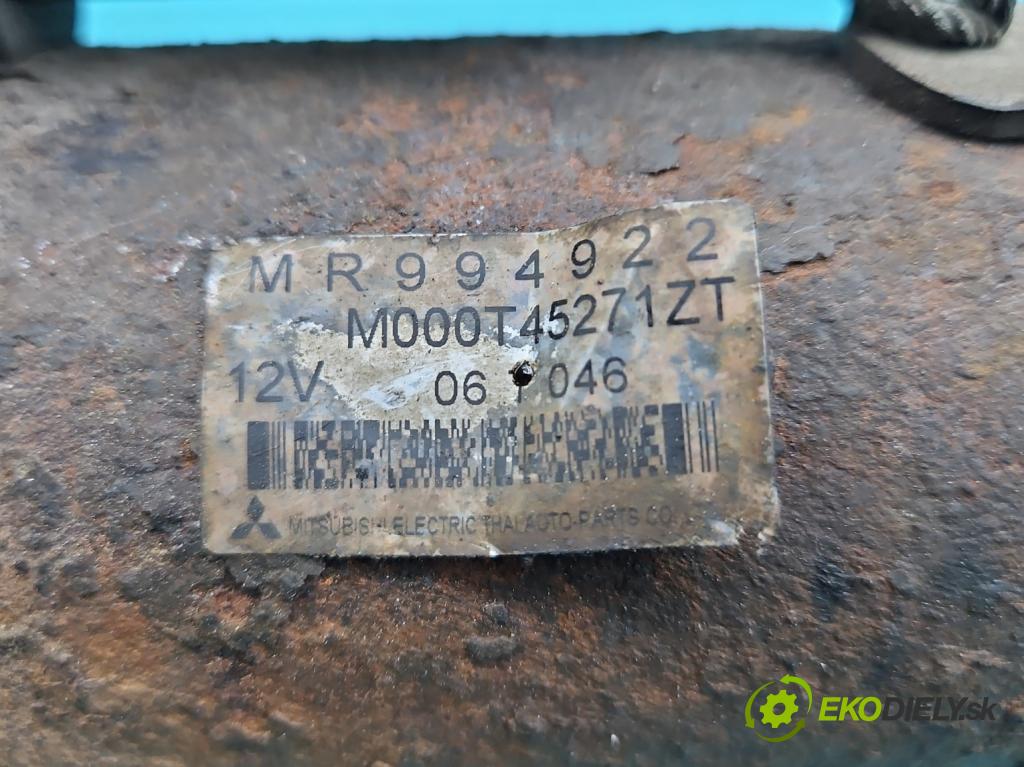 MR994922
M000T45271ZT
12V 06 046
MITSUBISHI ELECTRIC THAI AUTO-PARTS CO.
EKODIELY.sk